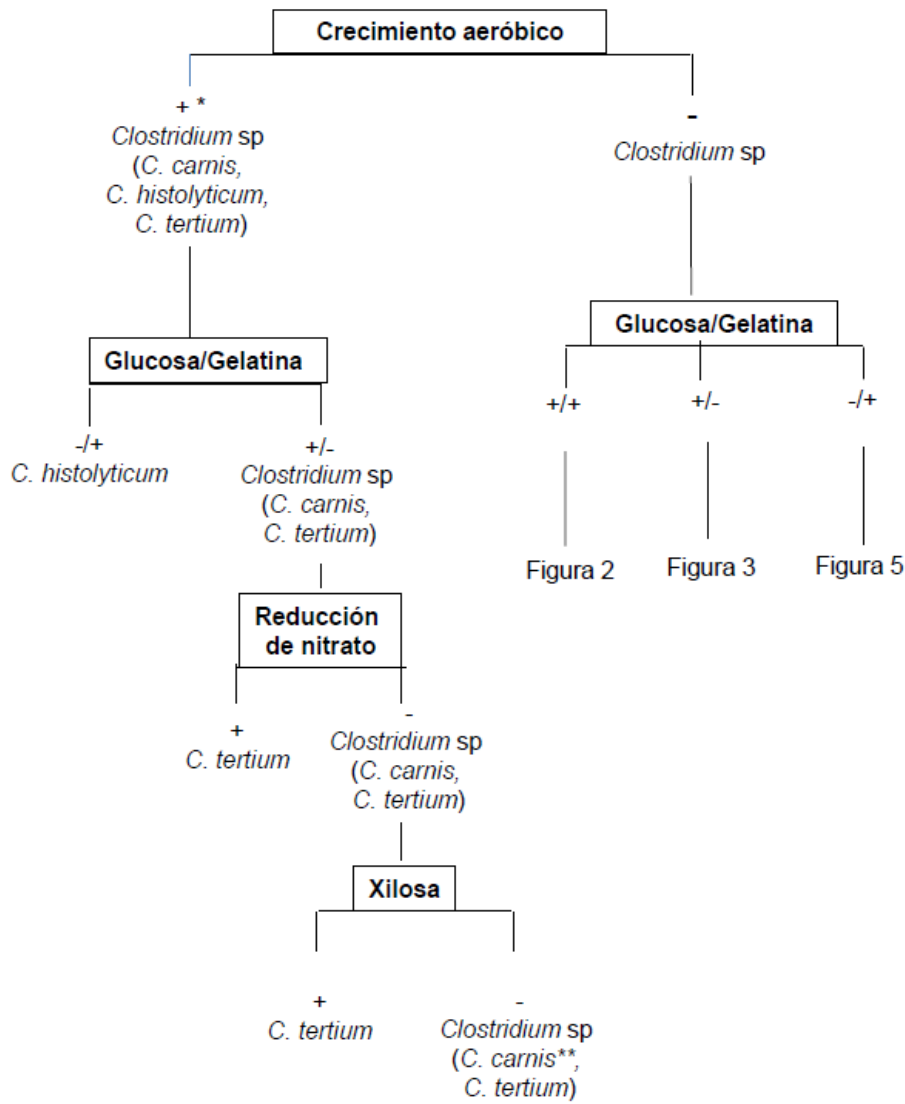 Crecimiento aeróbico
+ *
Clostridium sp
(C. carnis,
C. histolyticum,
C. tertium)
-
Clostridium sp
Glucosa/Gelatina
-/+
C. histolyticum
+/-
Clostridium sp
(C. carnis,
C. tertium)
Glucosa/Gelatina
+/+
+/-
-/+
Figura 2
Figura 3
Figura 5
Reducción
de nitrato
+
C. tertium
-
Clostridium sp
(C. carnis,
C. tertium)
Xilosa
+
C. tertium
-
Clostridium sp
(C. carnis**,
C. tertium)